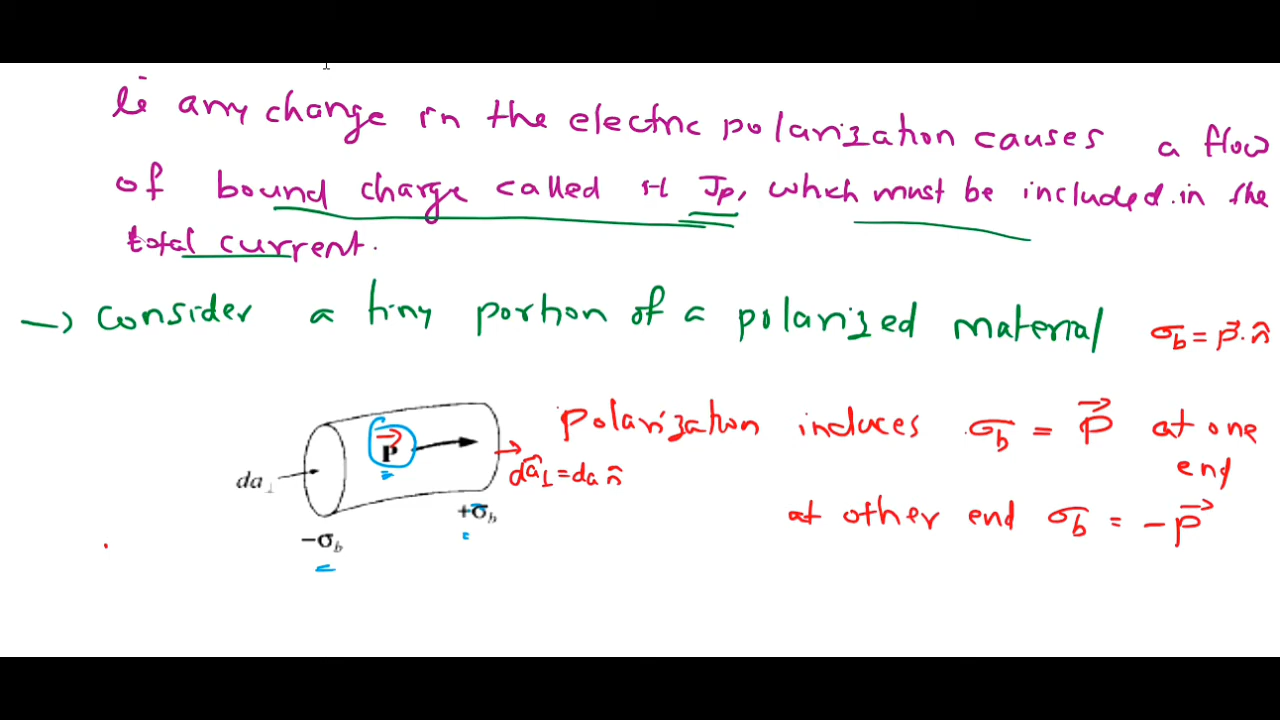 ie any change in the electric polarization causes a flow
of bound charge called it Jp, which must be included in the
total current.
→ consider a tiny portion of a polarized material σb = P⃗.n̂
Polarization induces σb = P⃗ at one
end
P⃗
da⊥
da⃗⊥ = da n̂
+σb
at other end σb = -P⃗
-σb